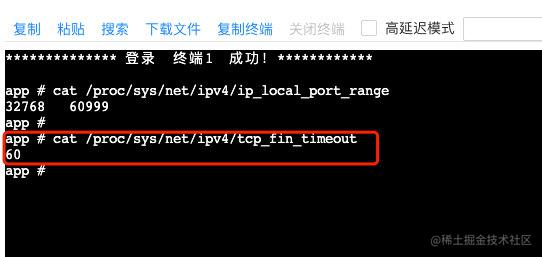 复制 粘贴 搜索 下载文件 复制终端 关闭终端 高延迟模式
************** 登录 终端1 成功! ************
app # cat /proc/sys/net/ipv4/ip_local_port_range
32768 60999
app #
app # cat /proc/sys/net/ipv4/tcp_fin_timeout
60
app #
@稀土掘金技术社区